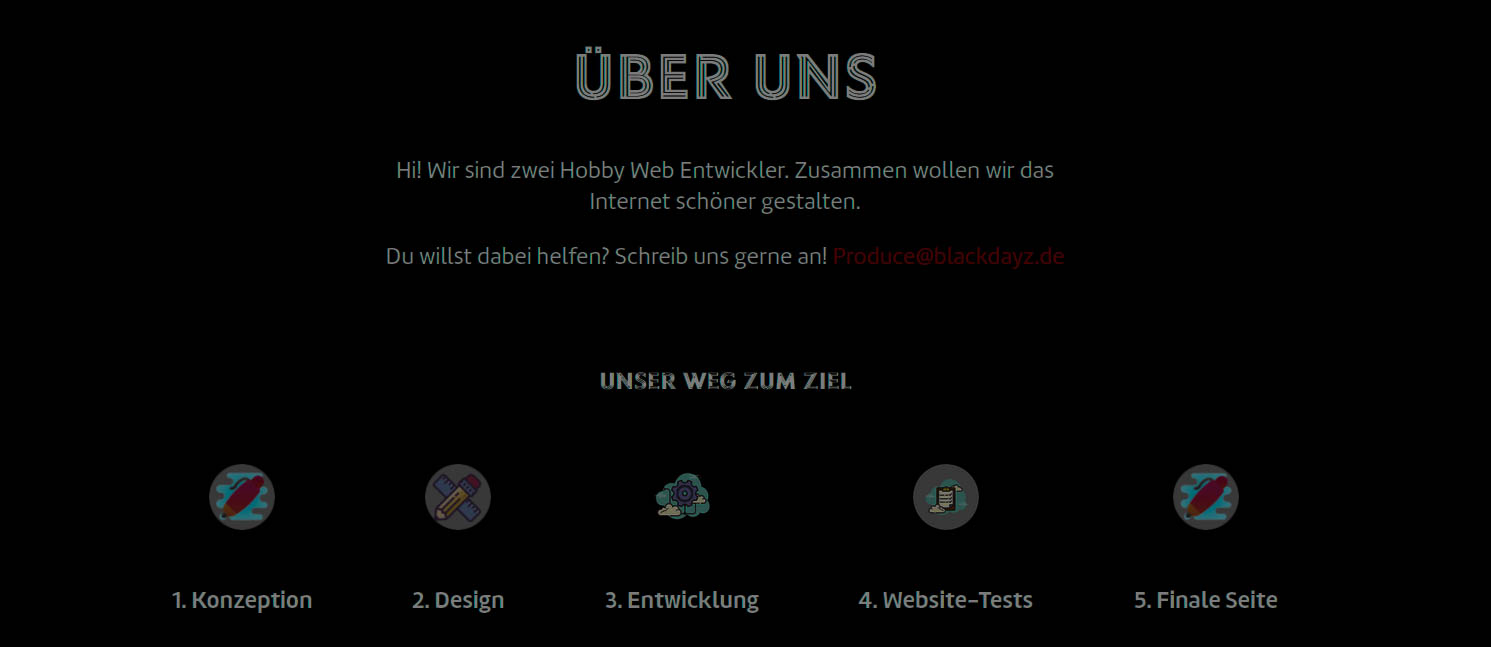 ÜBER UNS
Hi! Wir sind zwei Hobby Web Entwickler. Zusammen wollen wir das
Internet schöner gestalten.
Du willst dabei helfen? Schreib uns gerne an! Produce@blackdayz.de
UNSER WEG ZUM ZIEL
1. Konzeption
2. Design
3. Entwicklung
4. Website-Tests
5. Finale Seite